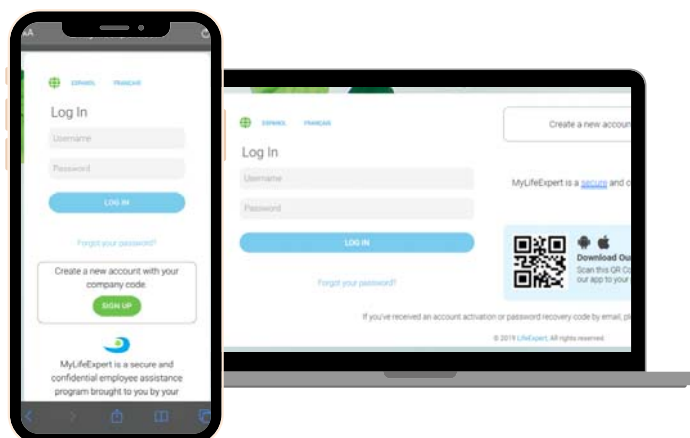 AA
ESPAÑOL FRANÇAIS
Log In
Username
Password
LOG IN
Forgot your password?
Create a new account with your
company code.
SIGN UP
MyLifeExpert is a secure and
confidential employee assistance
program brought to you by your
ESPAÑOL FRANÇAIS
Log In
Username
Password
LOG IN
Forgot your password?
Create a new accoun
MyLifeExpert is a secure and c
Download Ou
Scan this QR Co
our app to your
If you've received an account activation or password recovery code by email, ple
© 2019 LifeExpert. All rights reserved.